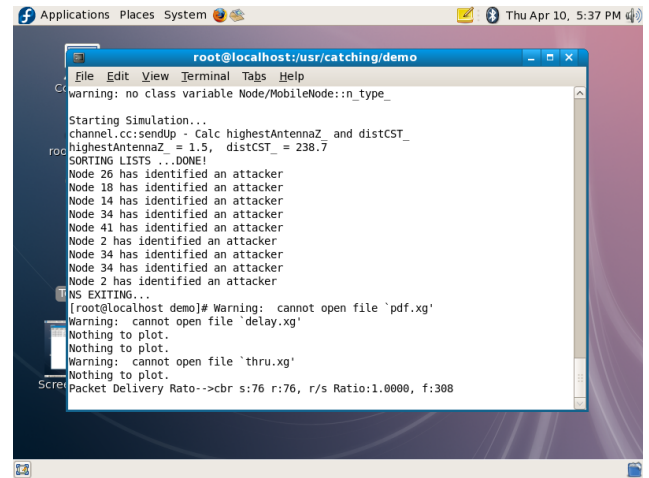 Applications Places System
Thu Apr 10, 5:37 PM
root@localhost:/usr/catching/demo
File Edit View Terminal Tabs Help
warning: no class variable Node/MobileNode::n_type_
Starting Simulation...
channel.cc:sendUp - Calc highestAntennaZ_ and distCST_
highestAntennaZ_ = 1.5,  distCST_ = 238.7
SORTING LISTS ...DONE!
Node 26 has identified an attacker
Node 18 has identified an attacker
Node 14 has identified an attacker
Node 34 has identified an attacker
Node 41 has identified an attacker
Node 2 has identified an attacker
Node 34 has identified an attacker
Node 34 has identified an attacker
Node 2 has identified an attacker
NS EXITING...
[root@localhost demo]# Warning:  cannot open file `pdf.xg'
Warning:  cannot open file `delay.xg'
Nothing to plot.
Nothing to plot.
Warning:  cannot open file `thru.xg'
Nothing to plot.
Packet Delivery Rato-->cbr s:76 r:76, r/s Ratio:1.0000, f:308